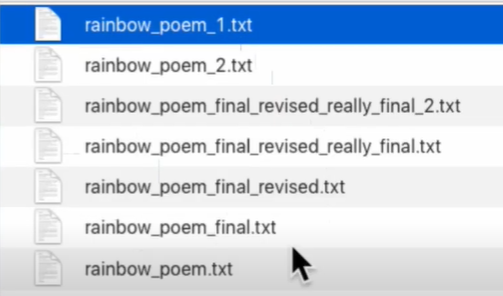 rainbow_poem_1.txt
rainbow_poem_2.txt
rainbow_poem_final_revised_really_final_2.txt
rainbow_poem_final_revised_really_final.txt
rainbow_poem_final_revised.txt
rainbow_poem_final.txt
rainbow_poem.txt